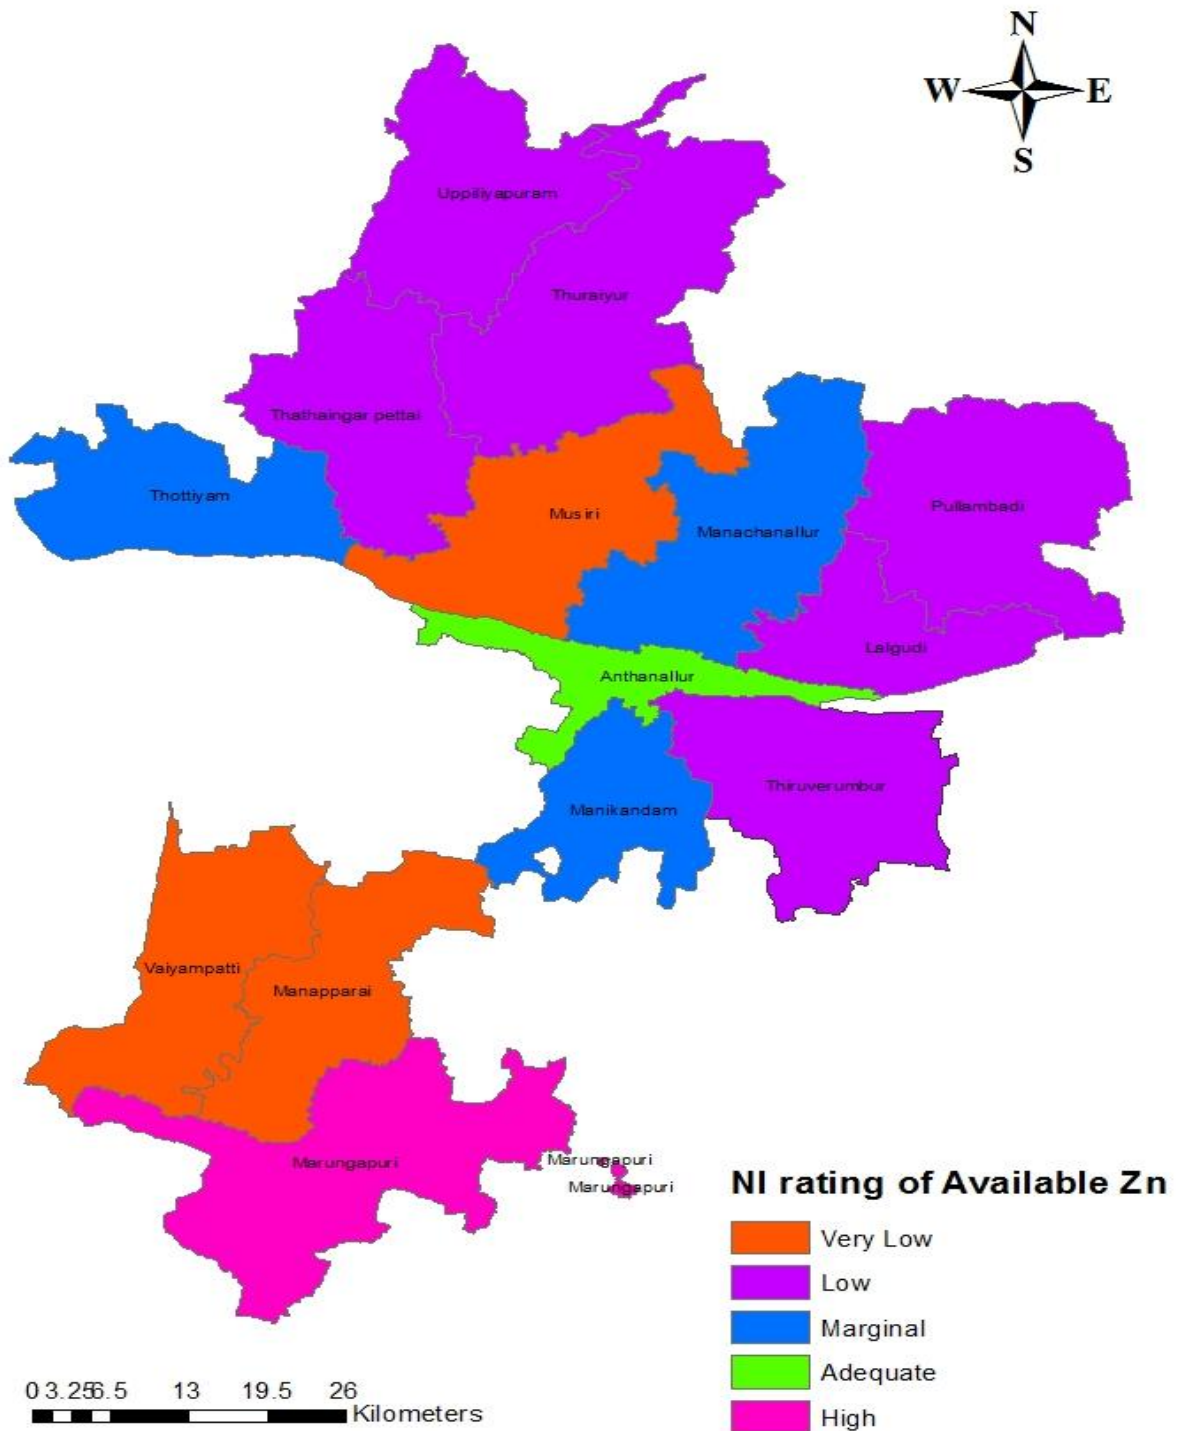 N
W E
S
Uppiliyapuram
Thuraiyur
Thathaingar pettai
Thottiyam
Musiri
Manachanallur
Pullambadi
Lalgudi
Anthanallur
Thiruverumbur
Manikandam
Vaiyampatti
Manapparai
Marungapuri
Marungapuri
Marungapuri
NI rating of Available Zn
Very Low
Low
Marginal
Adequate
High
0 3.25 6.5 13 19.5 26
Kilometers